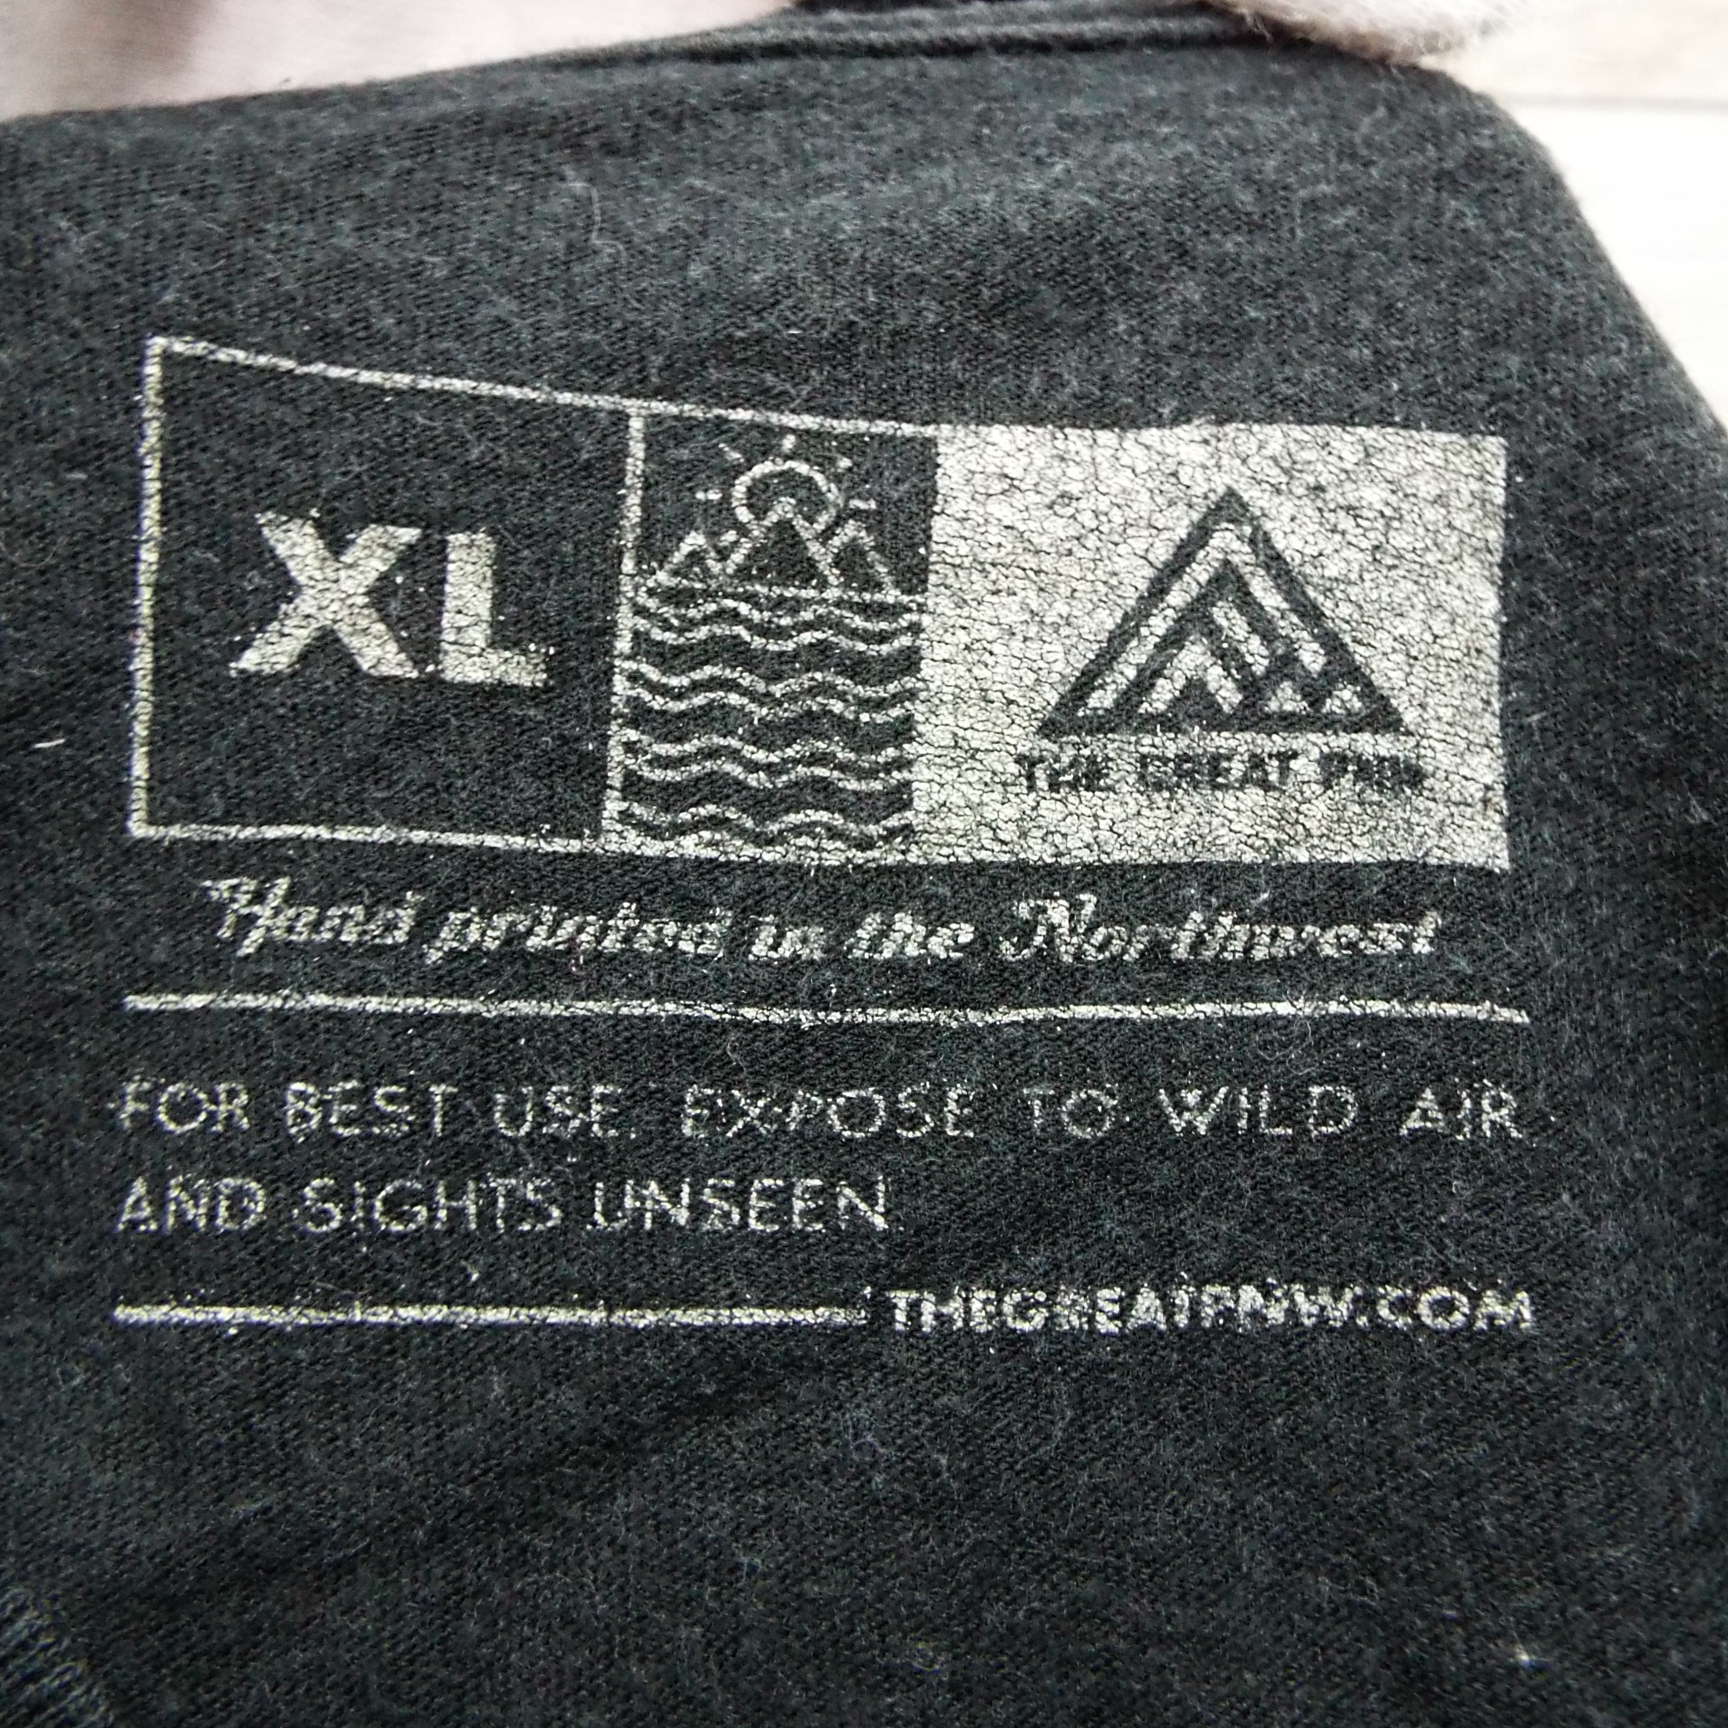 XL
THE GREAT PNW
Hand printed in the Northwest
FOR BEST USE, EXPOSE TO WILD AIR
AND SIGHTS UNSEEN.
THEGREATPNW.COM